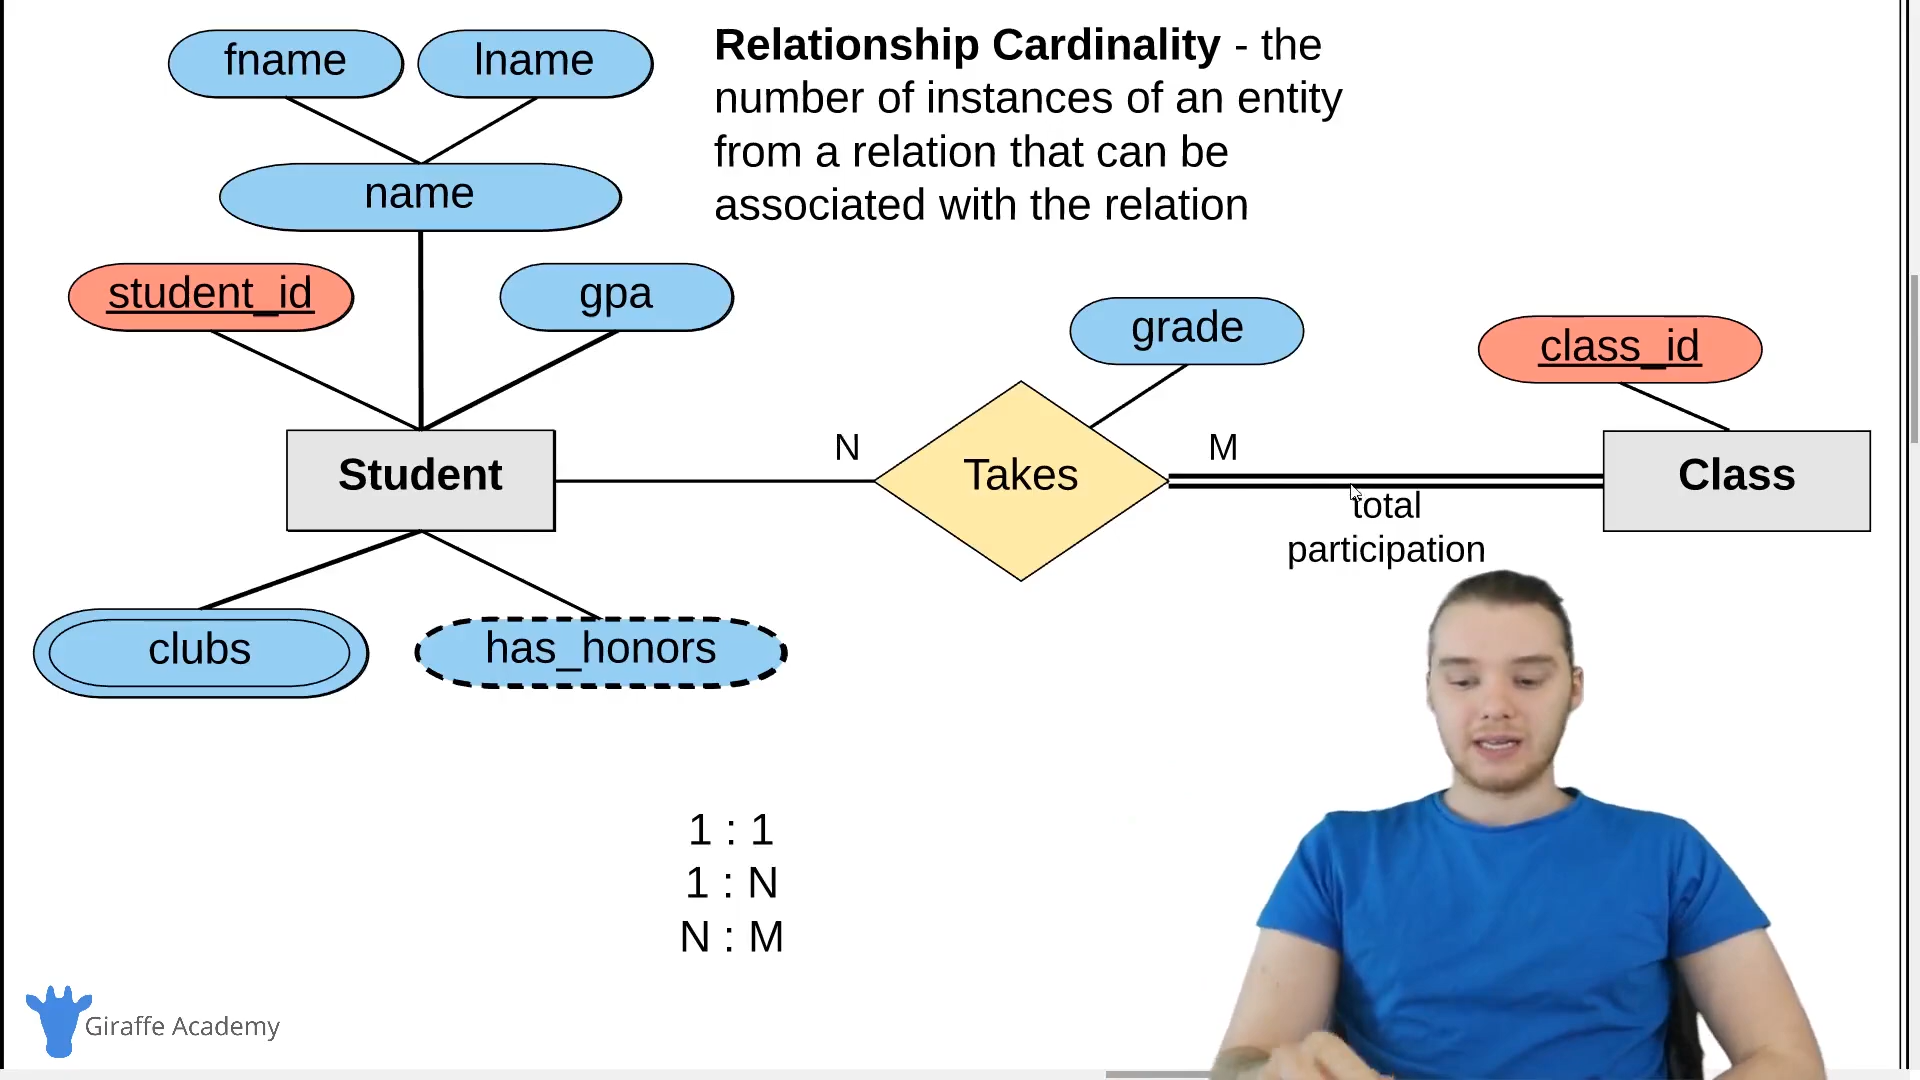 fname
lname
Relationship Cardinality - the
number of instances of an entity
from a relation that can be
associated with the relation
name
student_id
gpa
grade
class_id
Student
N
Takes
M
Class
total
participation
clubs
has_honors
1 : 1
1 : N
N : M
Giraffe Academy